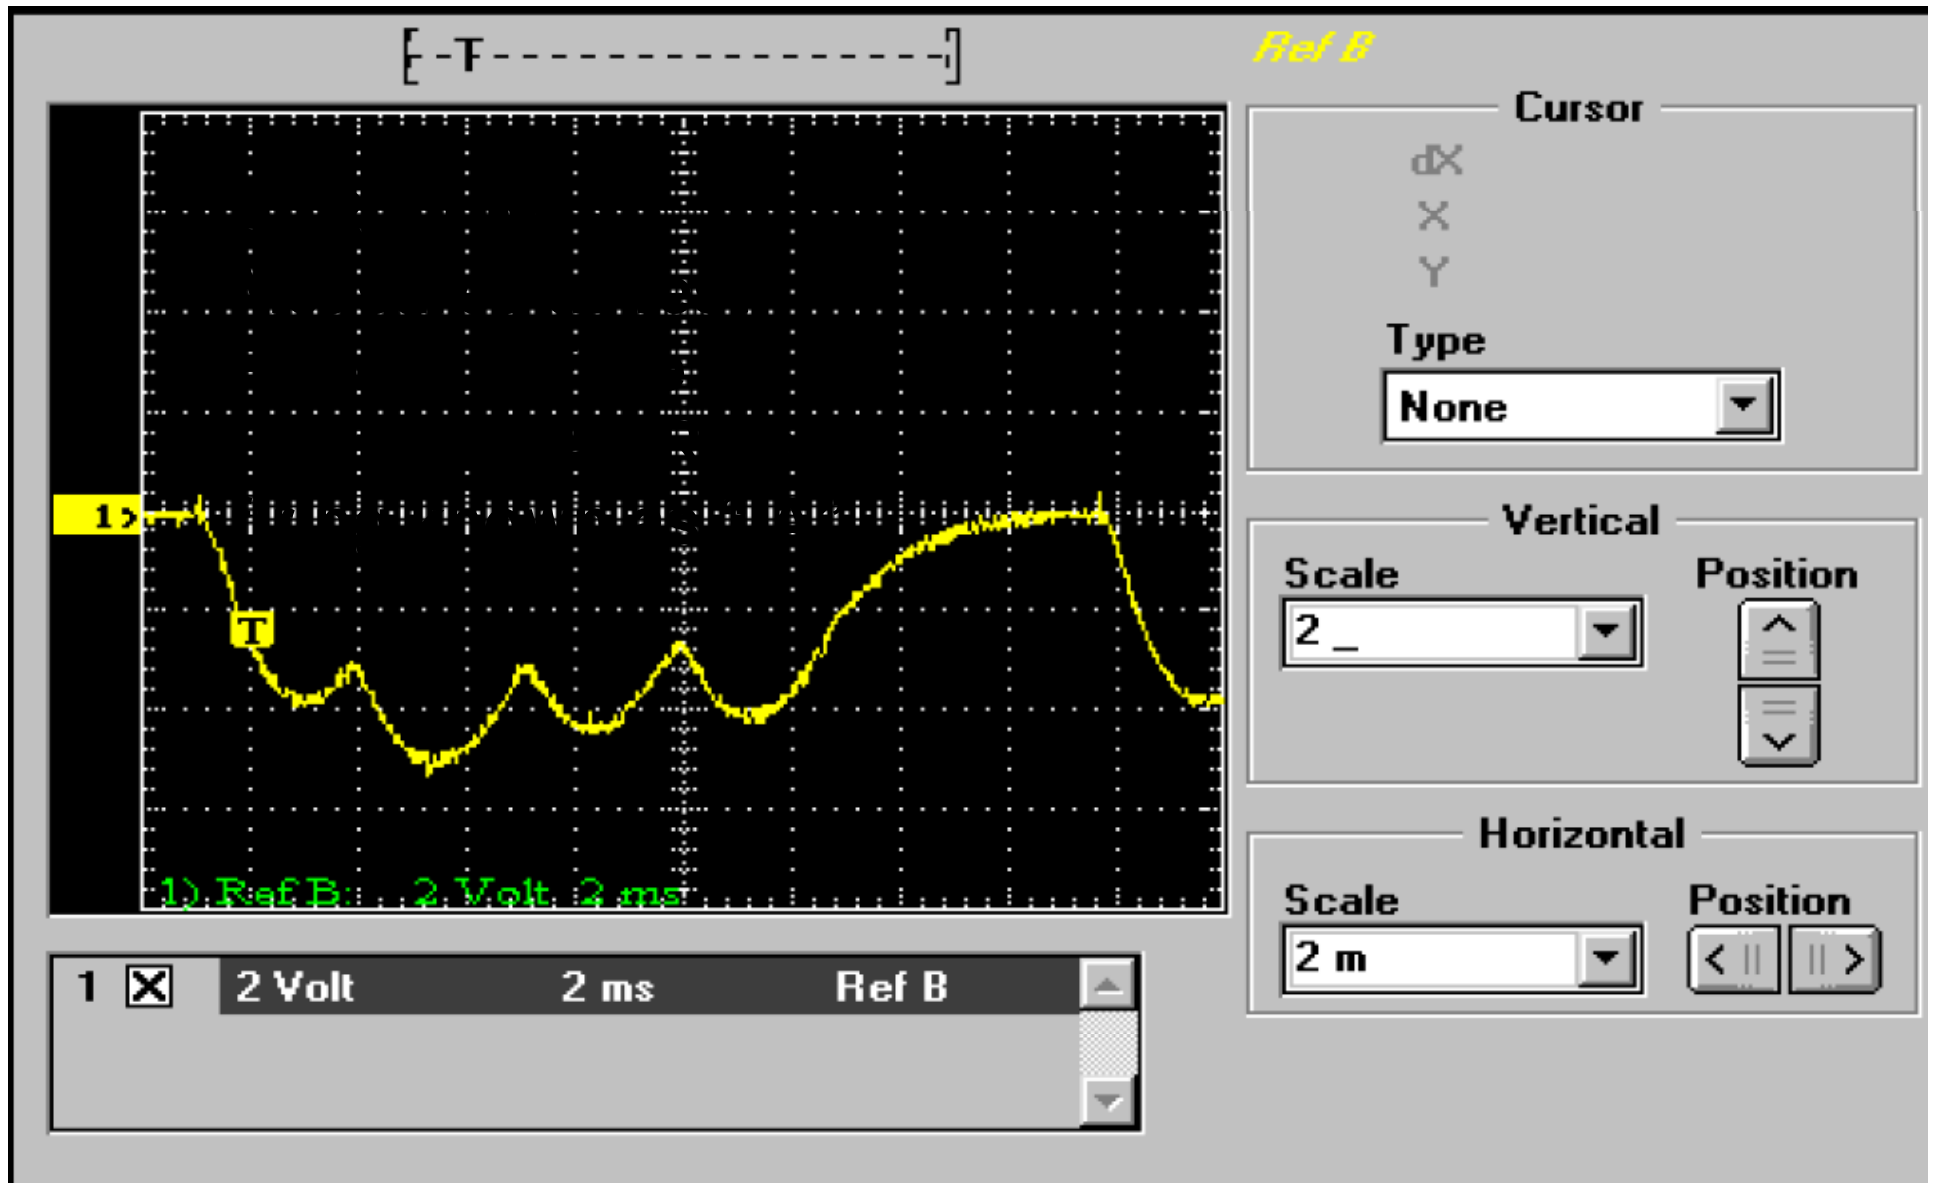 [--T----------------]
Ref B
Cursor
dX
X
Y
Type
None
1>
T
Vertical
Scale
Position
2 _
1) Ref B: 2 Volt 2 ms
Horizontal
Scale
Position
2 m
1 X 2 Volt 2 ms Ref B